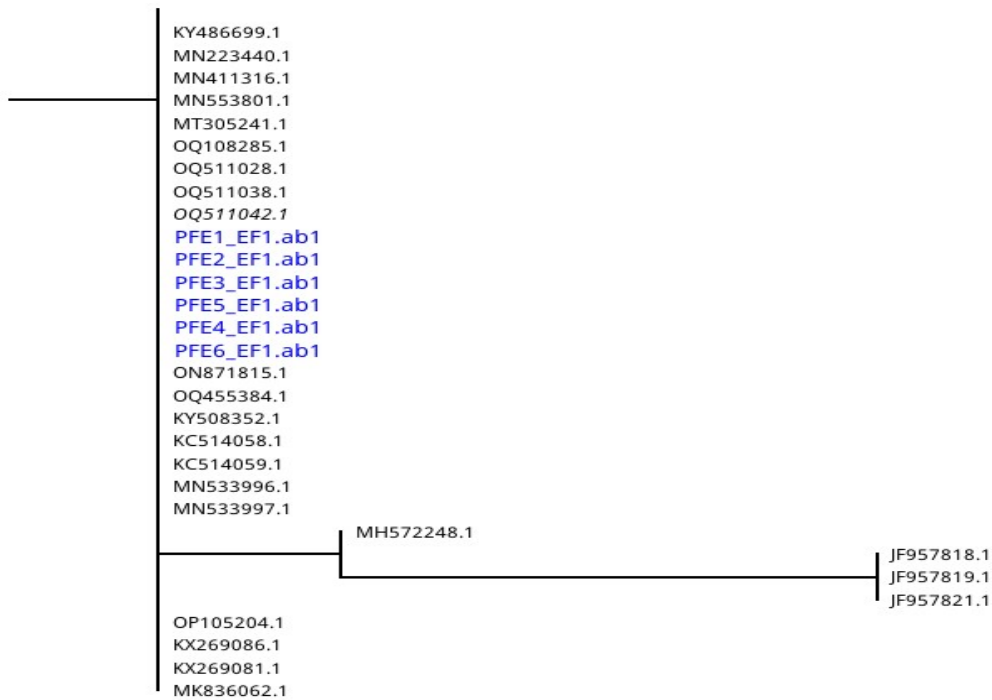 KY486699.1
MN223440.1
MN411316.1
MN553801.1
MT305241.1
OQ108285.1
OQ511028.1
OQ511038.1
OQ511042.1
PFE1_EF1.ab1
PFE2_EF1.ab1
PFE3_EF1.ab1
PFE5_EF1.ab1
PFE4_EF1.ab1
PFE6_EF1.ab1
ON871815.1
OQ455384.1
KY508352.1
KC514058.1
KC514059.1
MN533996.1
MN533997.1
MH572248.1
JF957818.1
JF957819.1
JF957821.1
OP105204.1
KX269086.1
KX269081.1
MK836062.1